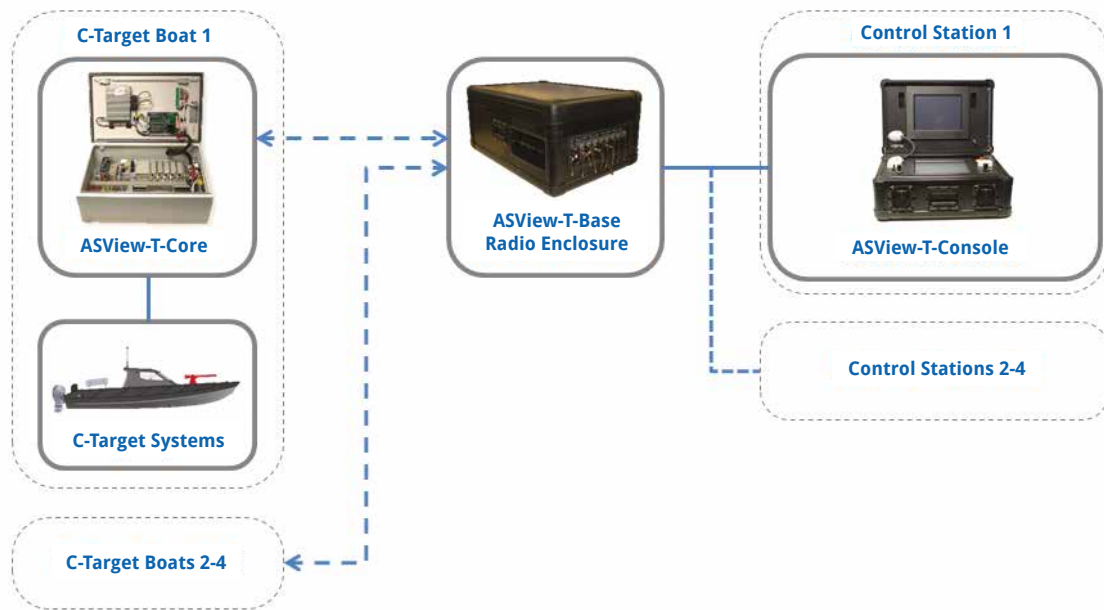 C-Target Boat 1
ASView-T-Core
C-Target Systems
C-Target Boats 2-4
ASView-T-Base
Radio Enclosure
Control Station 1
ASView-T-Console
Control Stations 2-4